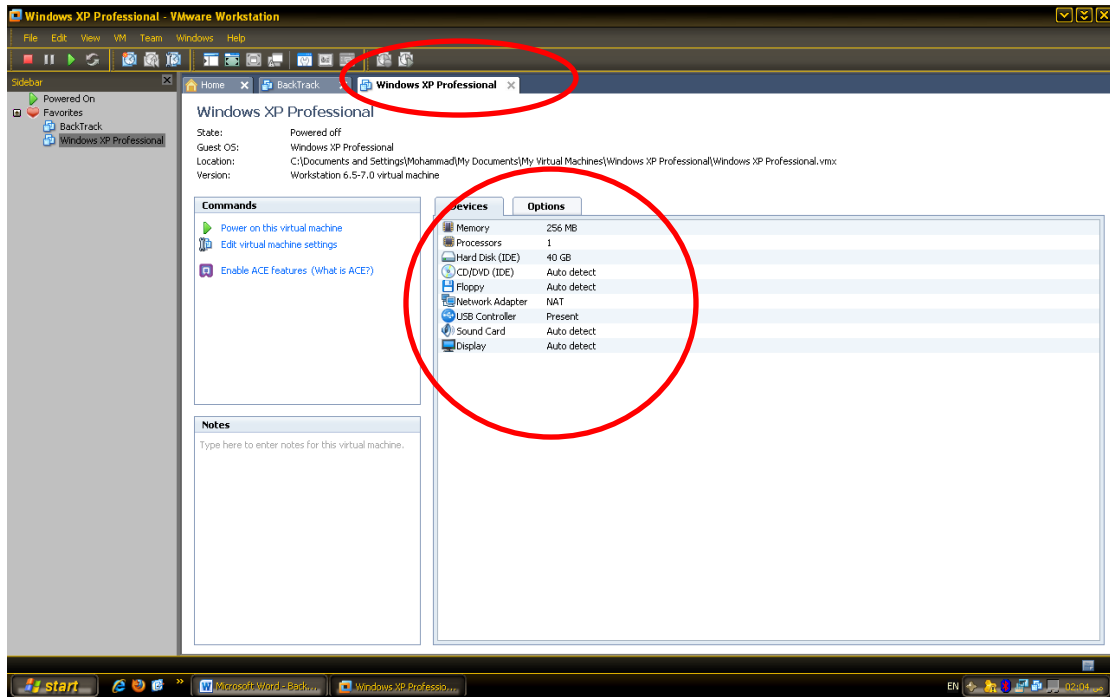 Windows XP Professional - VMware Workstation
File Edit View VM Team Windows Help
Sidebar
Powered On
Favorites
BackTrack
Windows XP Professional
Home BackTrack Windows XP Professional
Windows XP Professional
State: Powered off
Guest OS: Windows XP Professional
Location: C:\Documents and Settings\Mohammad\My Documents\My Virtual Machines\Windows XP Professional\Windows XP Professional.vmx
Version: Workstation 6.5-7.0 virtual machine
Commands
Power on this virtual machine
Edit virtual machine settings
Enable ACE features (What is ACE?)
Devices Options
Memory 256 MB
Processors 1
Hard Disk (IDE) 40 GB
CD/DVD (IDE) Auto detect
Floppy Auto detect
Network Adapter NAT
USB Controller Present
Sound Card Auto detect
Display Auto detect
Notes
Type here to enter notes for this virtual machine.
start Microsoft Word - Back... Windows XP Professio... EN 02:04